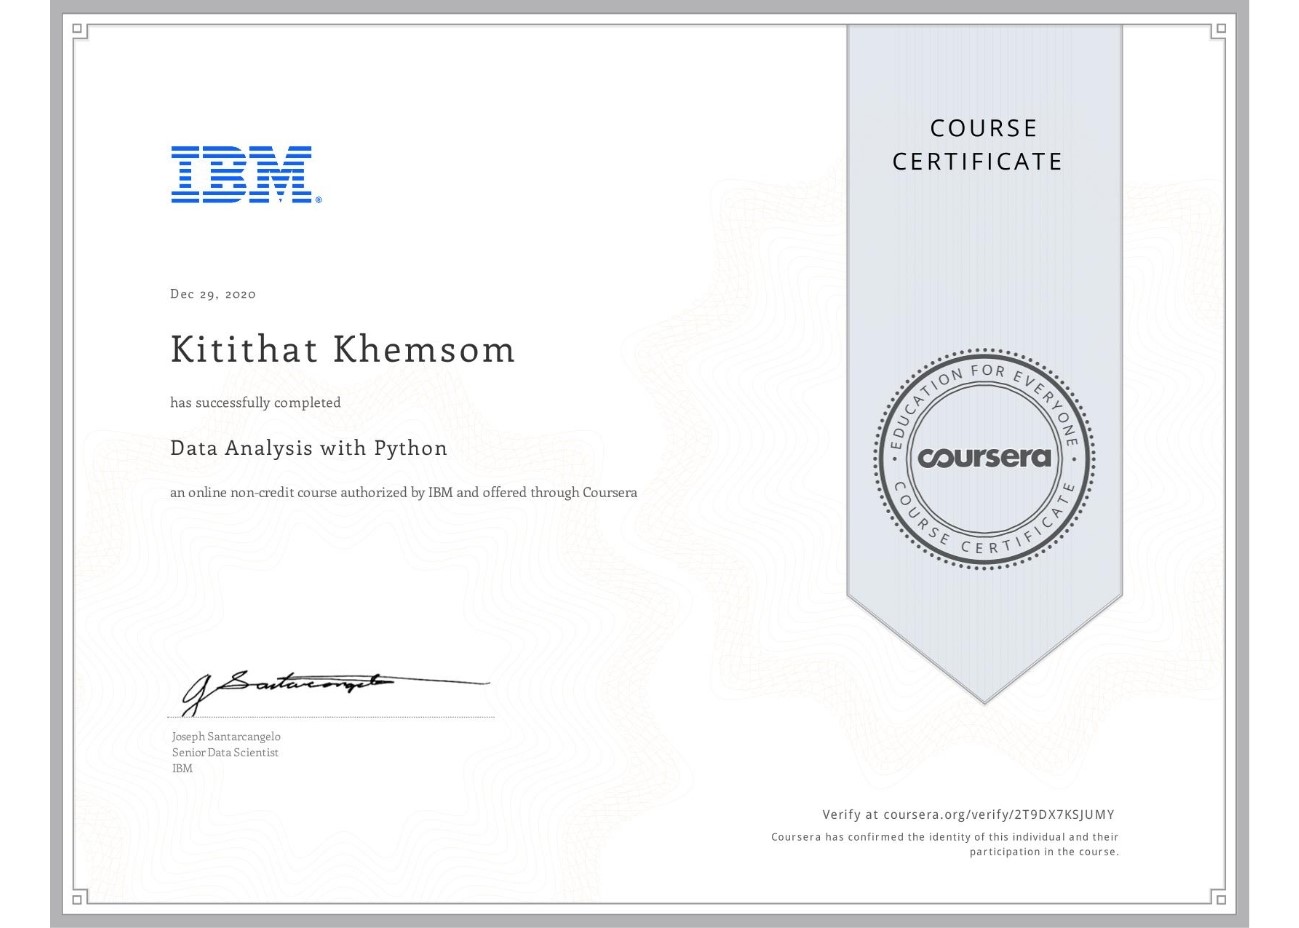 IBM®
COURSE
CERTIFICATE
Dec 29, 2020
Kitithat Khemsom
has successfully completed
Data Analysis with Python
an online non-credit course authorized by IBM and offered through Coursera
EDUCATION FOR EVERYONE
coursera
COURSE CERTIFICATE
Joseph Santarcangelo
Senior Data Scientist
IBM
Verify at coursera.org/verify/2T9DX7KSJUMY
Coursera has confirmed the identity of this individual and their
participation in the course.